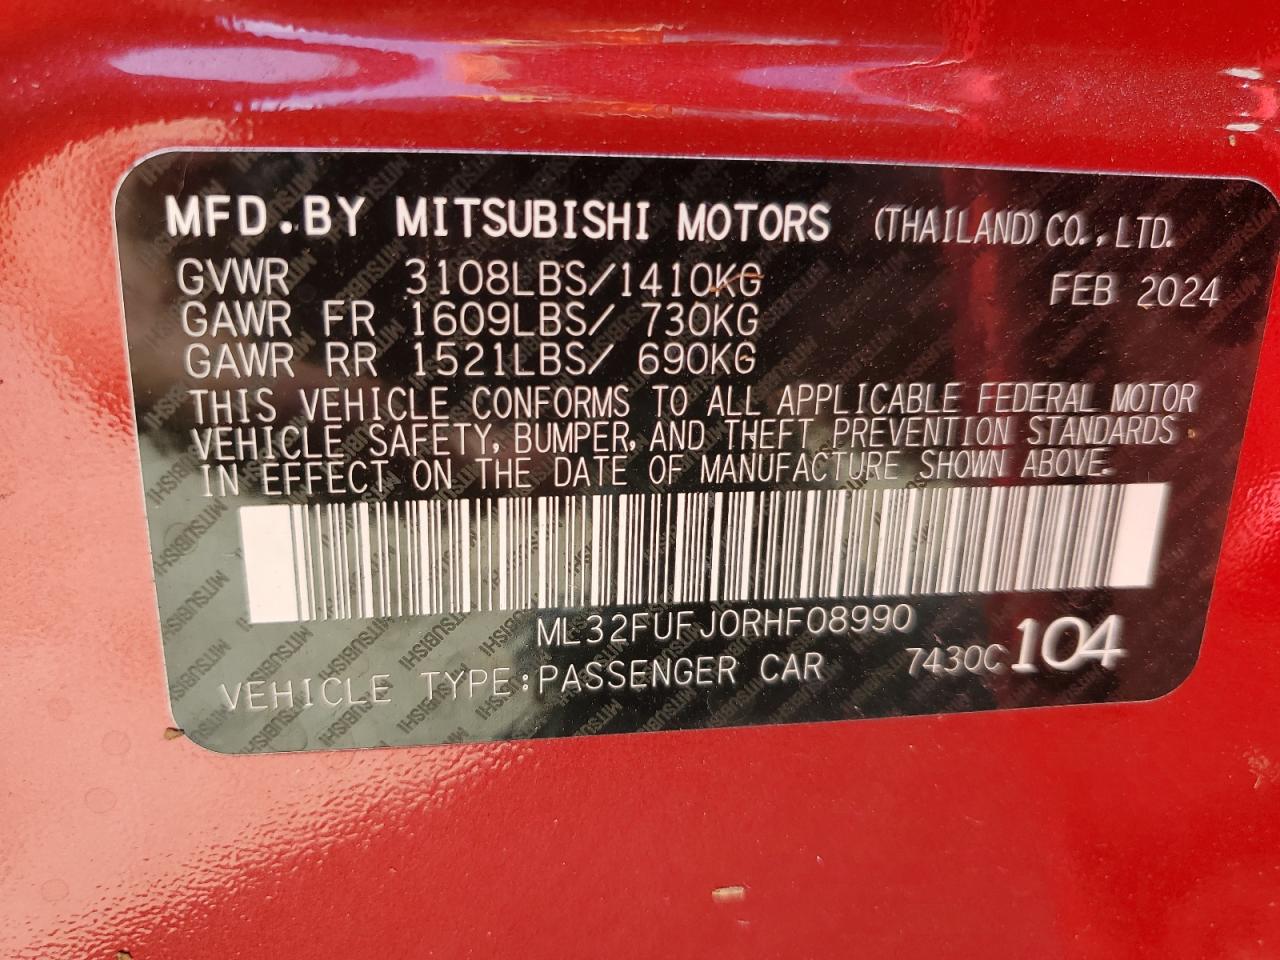 MFD.BY MITSUBISHI MOTORS (THAILAND) CO., LTD.
GVWR 3108LBS/1410KG FEB 2024
GAWR FR 1609LBS/ 730KG
GAWR RR 1521LBS/ 690KG
THIS VEHICLE CONFORMS TO ALL APPLICABLE FEDERAL MOTOR
VEHICLE SAFETY, BUMPER, AND THEFT PREVENTION STANDARDS
IN EFFECT ON THE DATE OF MANUFACTURE SHOWN ABOVE.
ML32FUFJ0RHF08990
VEHICLE TYPE:PASSENGER CAR 7430C 104